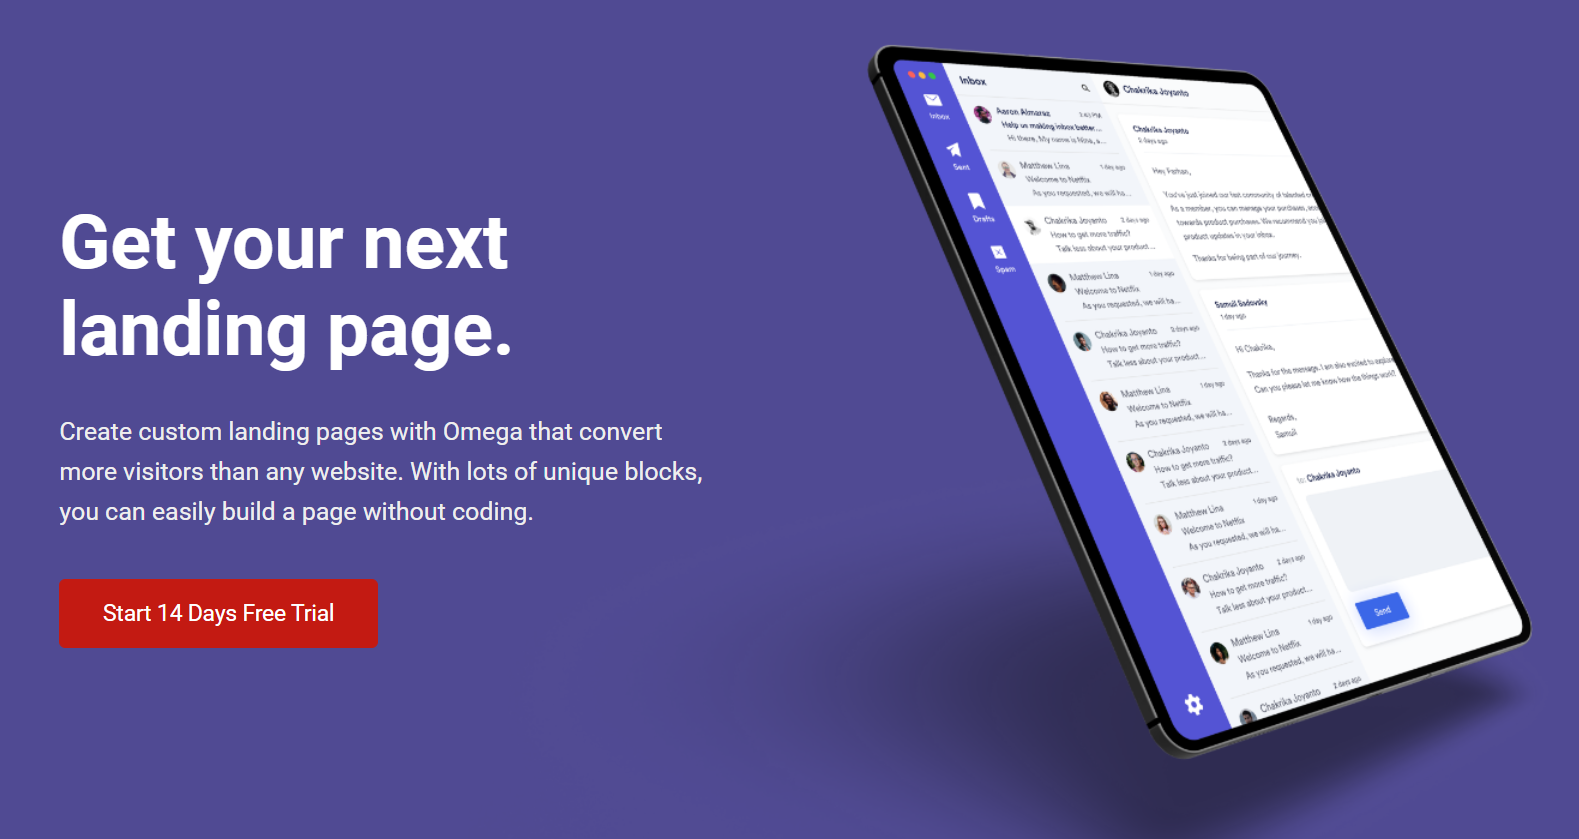 Get your next
landing page.
Create custom landing pages with Omega that convert
more visitors than any website. With lots of unique blocks,
you can easily build a page without coding.
Start 14 Days Free Trial
Inbox
Sent
Drafts
Spam
Inbox
Aaron Almaraz 3:43 PM
Help us making inbox better...
Hi there, My name is Nina, a...
Matthew Lina 1 day ago
Welcome to Netflix
As you requested, we will ha...
Chakrika Joyanto 2 days ago
How to get more traffic?
Talk less about your product...
Matthew Lina 1 day ago
Welcome to Netflix
As you requested, we will ha...
Chakrika Joyanto 2 days ago
How to get more traffic?
Talk less about your product...
Matthew Lina 1 day ago
Welcome to Netflix
As you requested, we will ha...
Chakrika Joyanto 2 days ago
How to get more traffic?
Talk less about your product...
Matthew Lina 1 day ago
Welcome to Netflix
As you requested, we will ha...
Chakrika Joyanto 2 days ago
How to get more traffic?
Talk less about your product...
Matthew Lina 1 day ago
Welcome to Netflix
As you requested, we will ha...
Chakrika Joyanto 2 days ago
Chakrika Joyanto
Chakrika Joyanto
days ago
Hey Farhan,
You've just joined our fast community of talented
As a member, you can manage your purchases,
towards product purchases. We recommend you
product updates in your inbox.
Thanks for being part of our journey.
Samuil Sadovsky
1 day ago
Hi Chakrika,
Thanks for the message. I am also excited to explore
Can you please let me know how the things work?
Regards,
Samuil
To: Chakrika Joyanto
Send